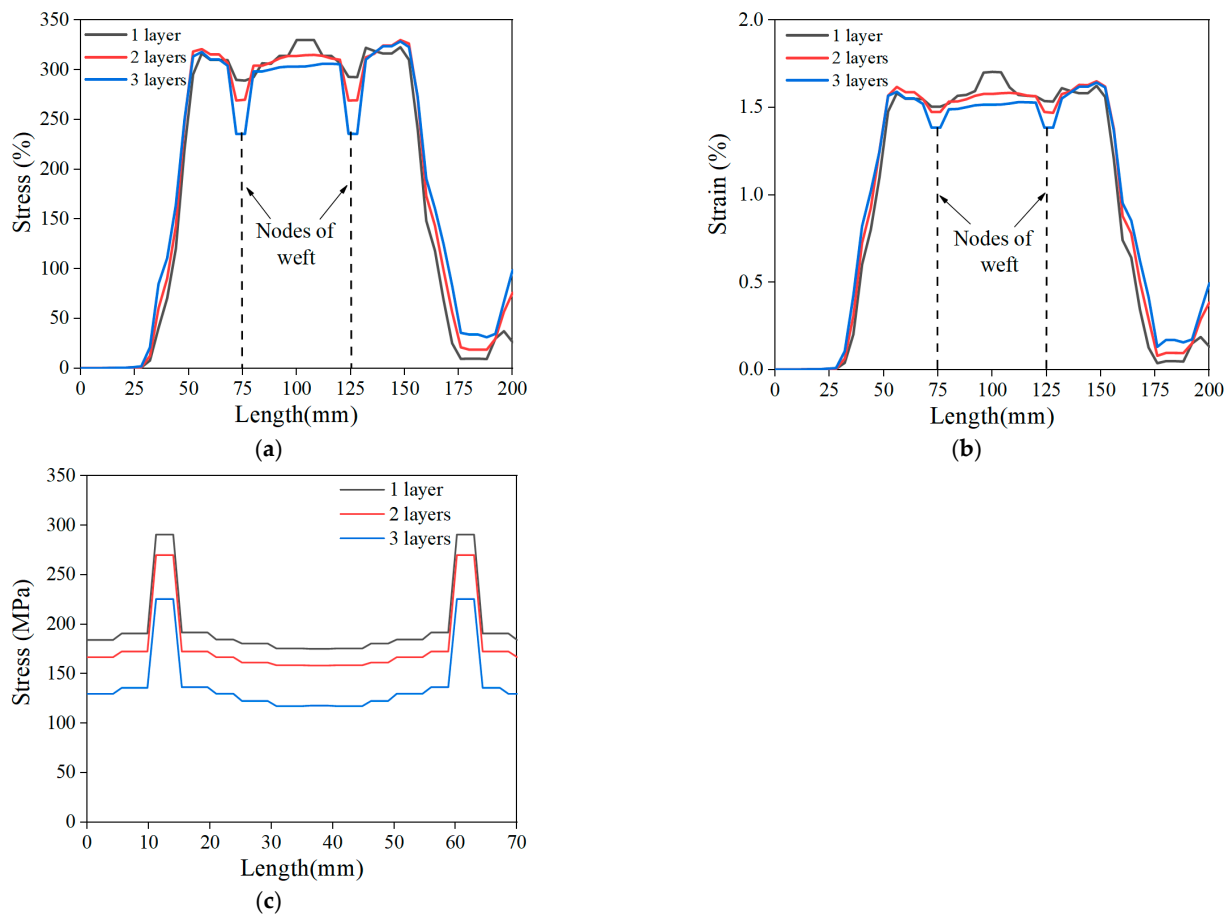 350
300
250
200
150
100
50
0
Stress (%)
1 layer
2 layers
3 layers
Nodes of
weft
0
25
50
75
100
125
150
175
200
Length(mm)
(a)
2.0
1.5
1.0
0.5
0.0
Strain (%)
1 layer
2 layers
3 layers
Nodes of
weft
0
25
50
75
100
125
150
175
200
Length(mm)
(b)
350
300
250
200
150
100
50
0
Stress (MPa)
1 layer
2 layers
3 layers
0
10
20
30
40
50
60
70
Length(mm)
(c)